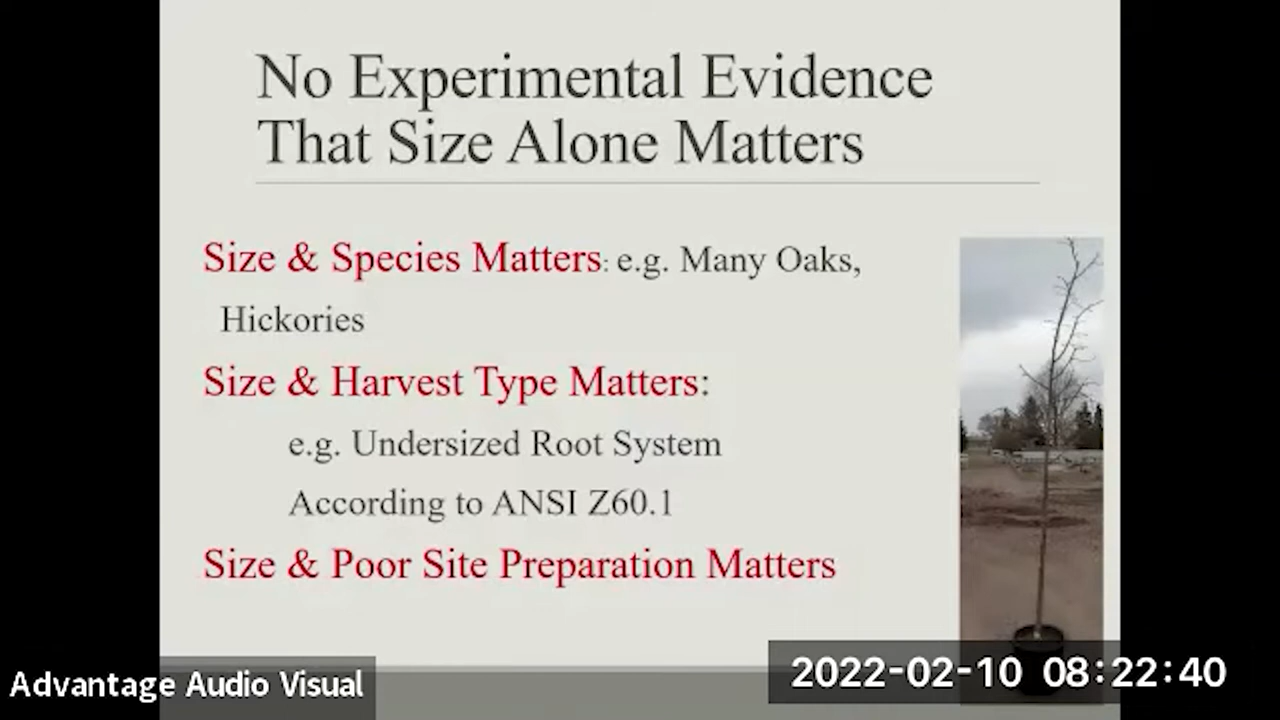 No Experimental Evidence
That Size Alone Matters
Size & Species Matters: e.g. Many Oaks,
Hickories
Size & Harvest Type Matters:
e.g. Undersized Root System
According to ANSI Z60.1
Size & Poor Site Preparation Matters
Advantage Audio Visual
2022-02-10 08:22:40